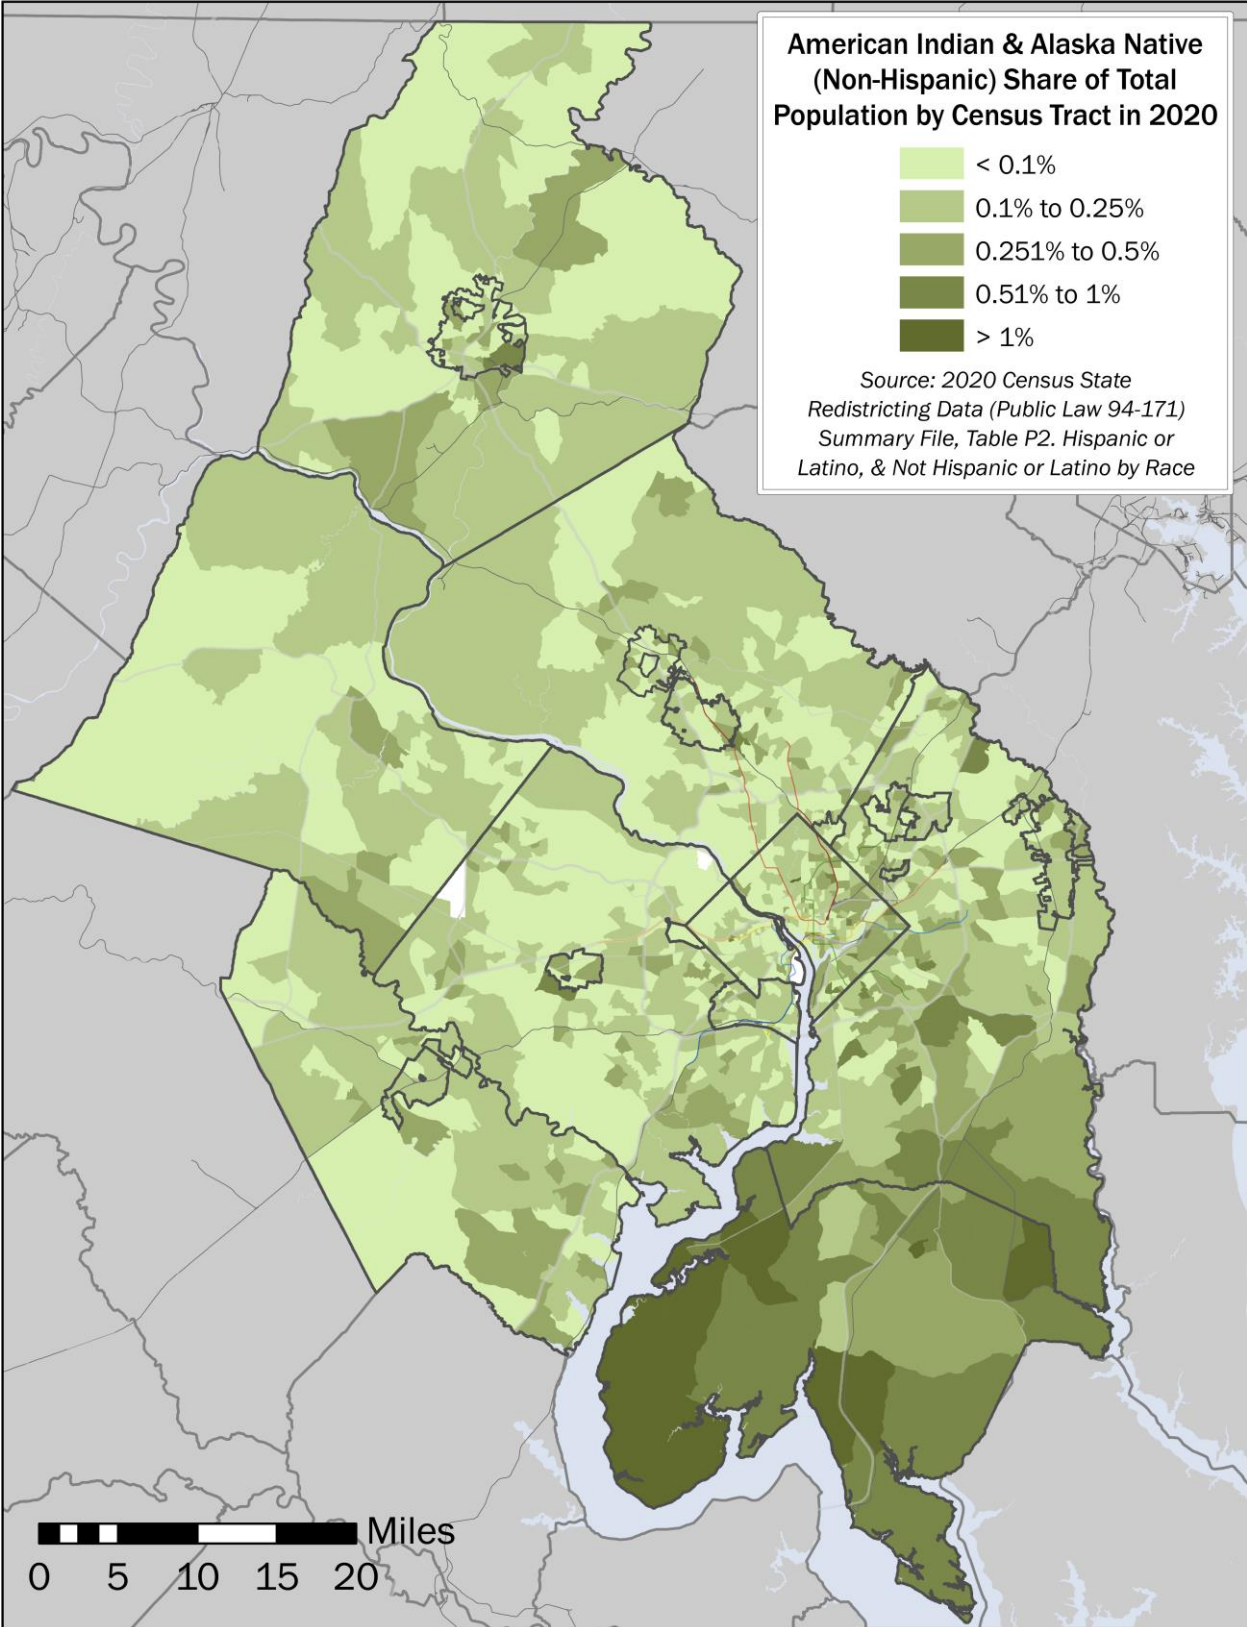 American Indian & Alaska Native
(Non-Hispanic) Share of Total
Population by Census Tract in 2020
< 0.1%
0.1% to 0.25%
0.251% to 0.5%
0.51% to 1%
> 1%
Source: 2020 Census State
Redistricting Data (Public Law 94-171)
Summary File, Table P2. Hispanic or
Latino, & Not Hispanic or Latino by Race
Miles
0 5 10 15 20